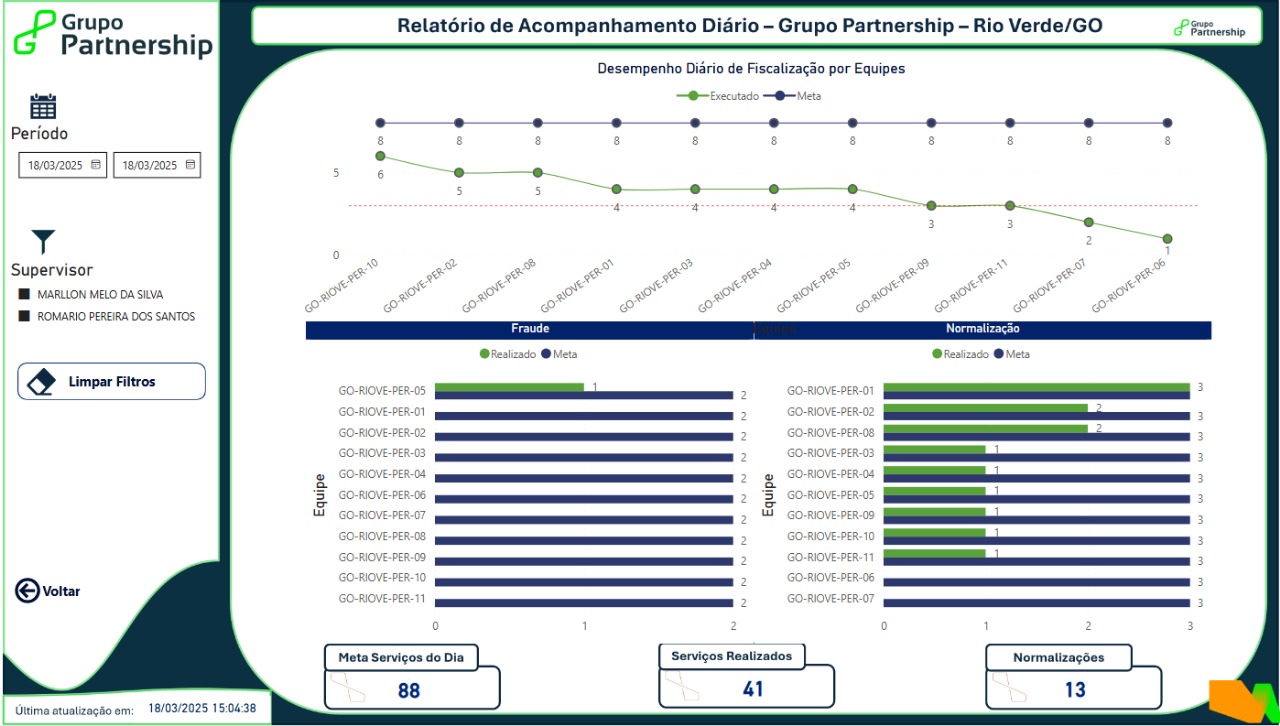 Grupo
Partnership
Relatório de Acompanhamento Diário – Grupo Partnership – Rio Verde/GO
Grupo
Partnership
Período
18/03/2025
18/03/2025
Supervisor
MARLLON MELO DA SILVA
ROMARIO PEREIRA DOS SANTOS
Limpar Filtros
Voltar
Última atualização em: 18/03/2025 15:04:38
Desempenho Diário de Fiscalização por Equipes
Executado Meta
8 8 8 8 8 8 8 8 8 8 8
5
6 5 5 4 4 4 4 3 3 2 1
0
GO-RIOVE-PER-10 GO-RIOVE-PER-02 GO-RIOVE-PER-08 GO-RIOVE-PER-01 GO-RIOVE-PER-03 GO-RIOVE-PER-04 GO-RIOVE-PER-05 GO-RIOVE-PER-09 GO-RIOVE-PER-11 GO-RIOVE-PER-07 GO-RIOVE-PER-06
Fraude
Equipe
Realizado Meta
Equipe
GO-RIOVE-PER-05 1 2
GO-RIOVE-PER-01 2
GO-RIOVE-PER-02 2
GO-RIOVE-PER-03 2
GO-RIOVE-PER-04 2
GO-RIOVE-PER-06 2
GO-RIOVE-PER-07 2
GO-RIOVE-PER-08 2
GO-RIOVE-PER-09 2
GO-RIOVE-PER-10 2
GO-RIOVE-PER-11 2
0 1 2
Normalização
Realizado Meta
Equipe
GO-RIOVE-PER-01 3
GO-RIOVE-PER-02 2 3
GO-RIOVE-PER-08 2 3
GO-RIOVE-PER-03 1 3
GO-RIOVE-PER-04 1 3
GO-RIOVE-PER-05 1 3
GO-RIOVE-PER-09 1 3
GO-RIOVE-PER-10 1 3
GO-RIOVE-PER-11 1 3
GO-RIOVE-PER-06 3
GO-RIOVE-PER-07 3
0 1 2 3
Meta Serviços do Dia
88
Serviços Realizados
41
Normalizações
13